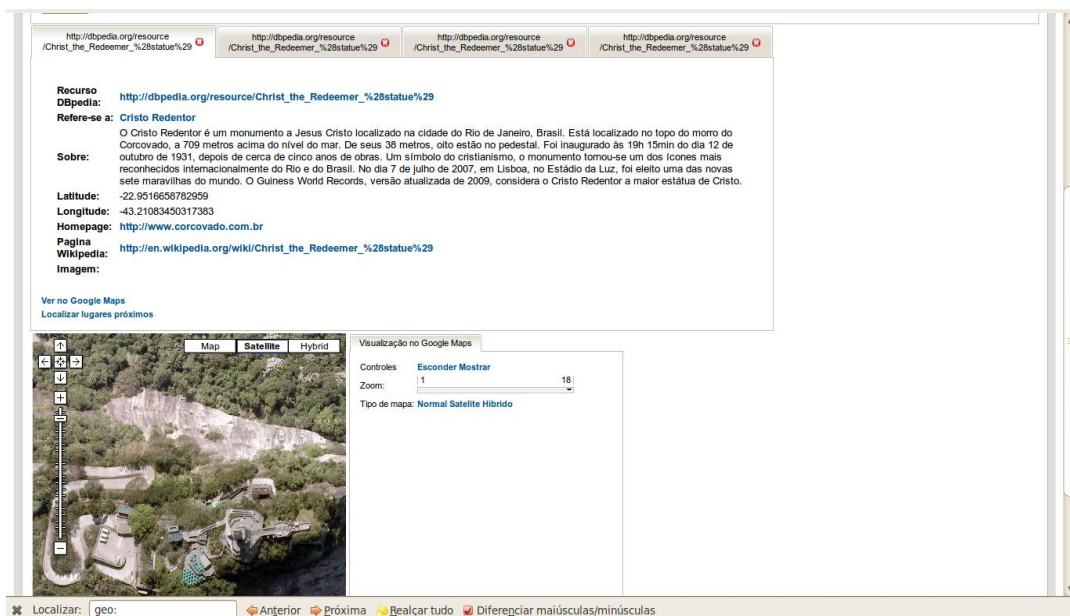 http://dbpedia.org/resource
/Christ_the_Redeemer_%28statue%29
http://dbpedia.org/resource
/Christ_the_Redeemer_%28statue%29
http://dbpedia.org/resource
/Christ_the_Redeemer_%28statue%29
http://dbpedia.org/resource
/Christ_the_Redeemer_%28statue%29
Recurso
DBpedia:
http://dbpedia.org/resource/Christ_the_Redeemer_%28statue%29
Refere-se a: Cristo Redentor
Sobre:
O Cristo Redentor é um monumento a Jesus Cristo localizado na cidade do Rio de Janeiro, Brasil. Está localizado no topo do morro do
Corcovado, a 709 metros acima do nível do mar. De seus 38 metros, oito estão no pedestal. Foi inaugurado às 19h 15min do dia 12 de
outubro de 1931, depois de cerca de cinco anos de obras. Um símbolo do cristianismo, o monumento tornou-se um dos ícones mais
reconhecidos internacionalmente do Rio e do Brasil. No dia 7 de julho de 2007, em Lisboa, no Estádio da Luz, foi eleito uma das novas
sete maravilhas do mundo. O Guiness World Records, versão atualizada de 2009, considera o Cristo Redentor a maior estátua de Cristo.
Latitude: -22.9516658782959
Longitude: -43.21083450317383
Homepage: http://www.corcovado.com.br
Pagina
Wikipedia:
http://en.wikipedia.org/wiki/Christ_the_Redeemer_%28statue%29
Imagem:
Ver no Google Maps
Localizar lugares próximos
Map Satellite Hybrid
Visualização no Google Maps
Controles Esconder Mostrar
Zoom: 1 18
Tipo de mapa: Normal Satelite Hibrido
Localizar: geo: Anterior Próxima Realçar tudo Diferenciar maiúsculas/minúsculas